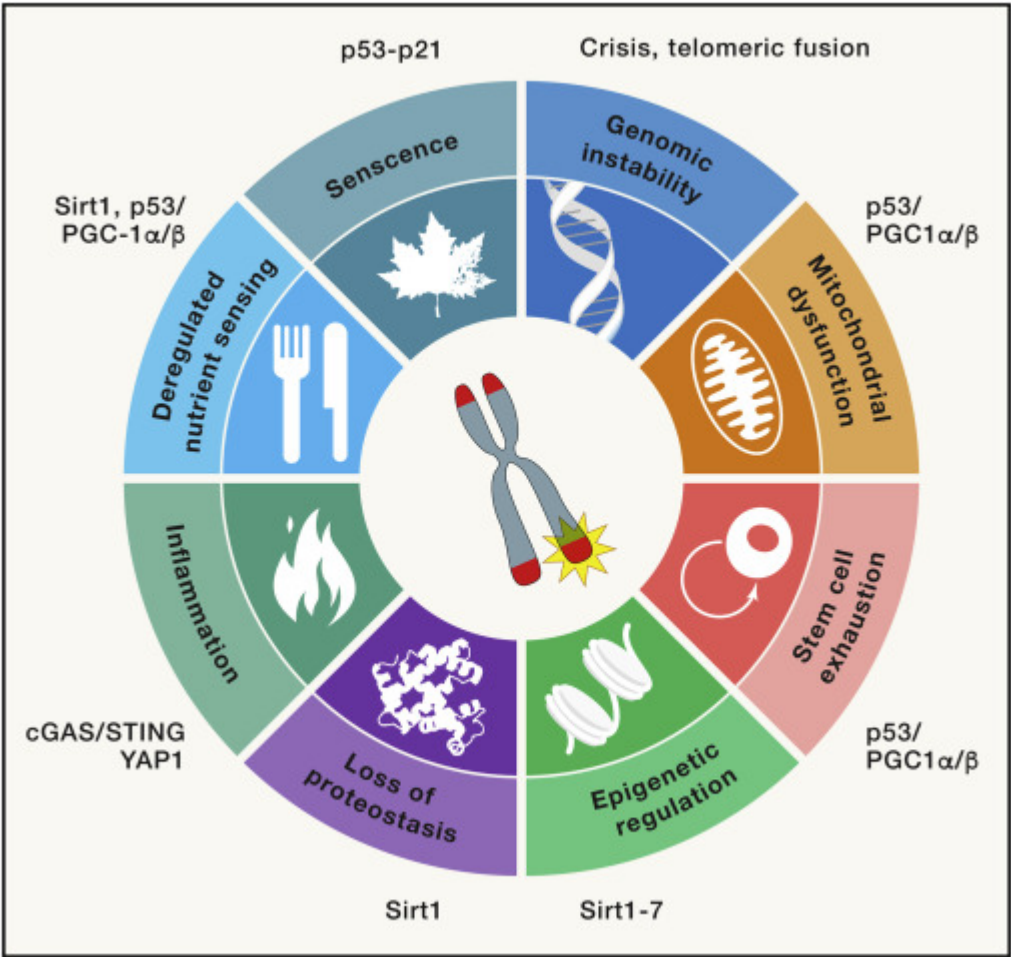 p53-p21
Crisis, telomeric fusion
Senscence
Genomic
instability
Sirt1, p53/
PGC-1α/β
p53/
PGC1α/β
Deregulated
nutrient sensing
Mitochondrial
dysfunction
Inflammation
Stem cell
exhaustion
cGAS/STING
YAP1
p53/
PGC1α/β
Loss of
proteostasis
Epigenetic
regulation
Sirt1
Sirt1-7